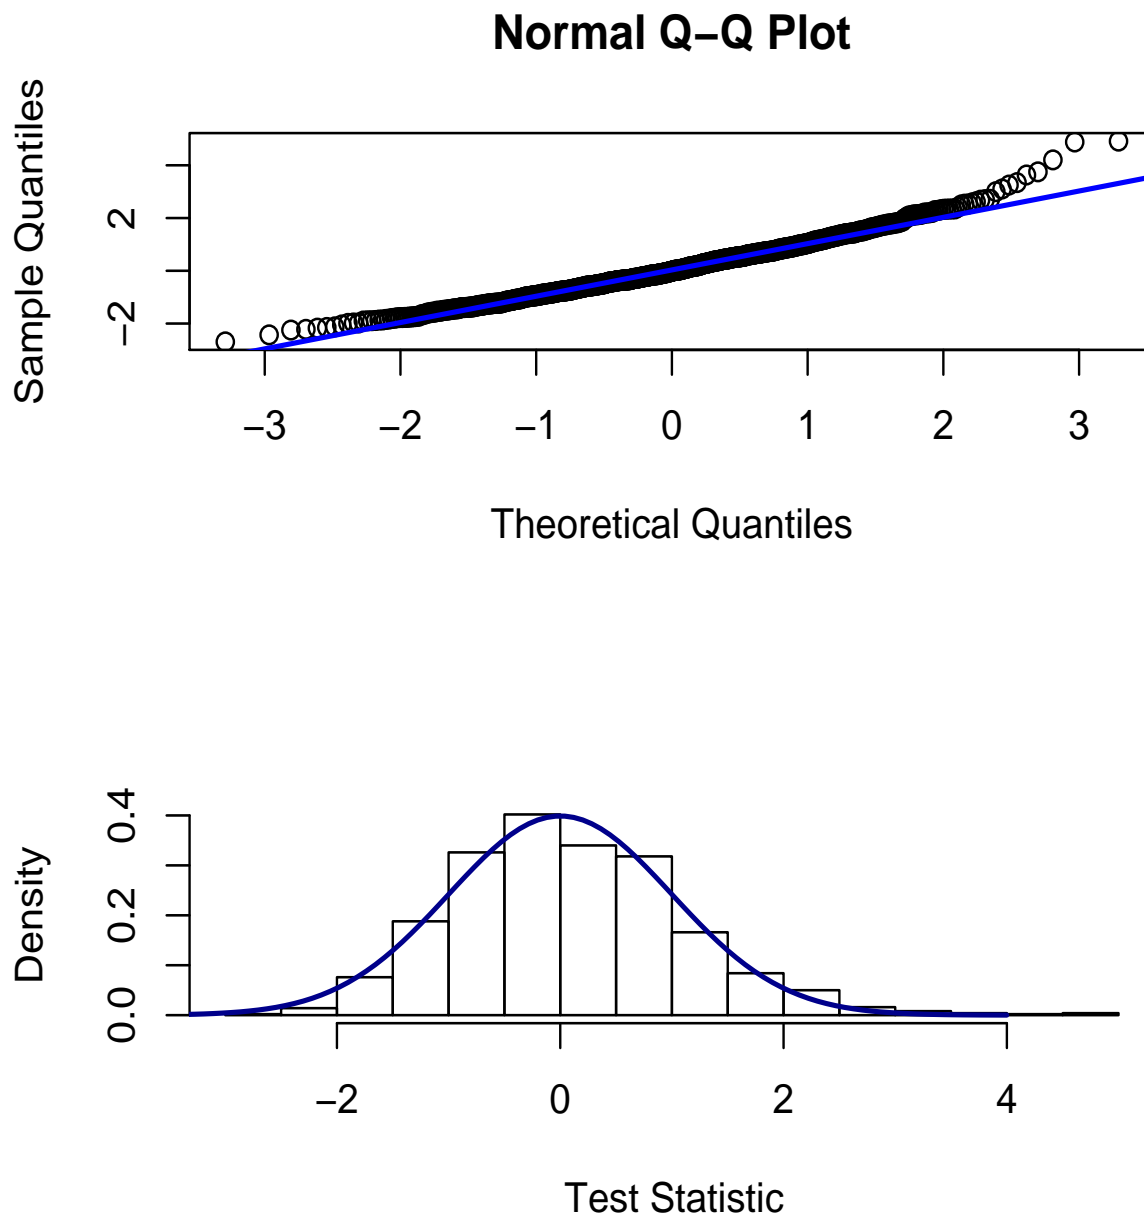 Normal Q−Q Plot
Sample Quantiles
2
−2
−3 −2 −1 0 1 2 3
Theoretical Quantiles
Density
0.4
0.2
0.0
−2 0 2 4
Test Statistic